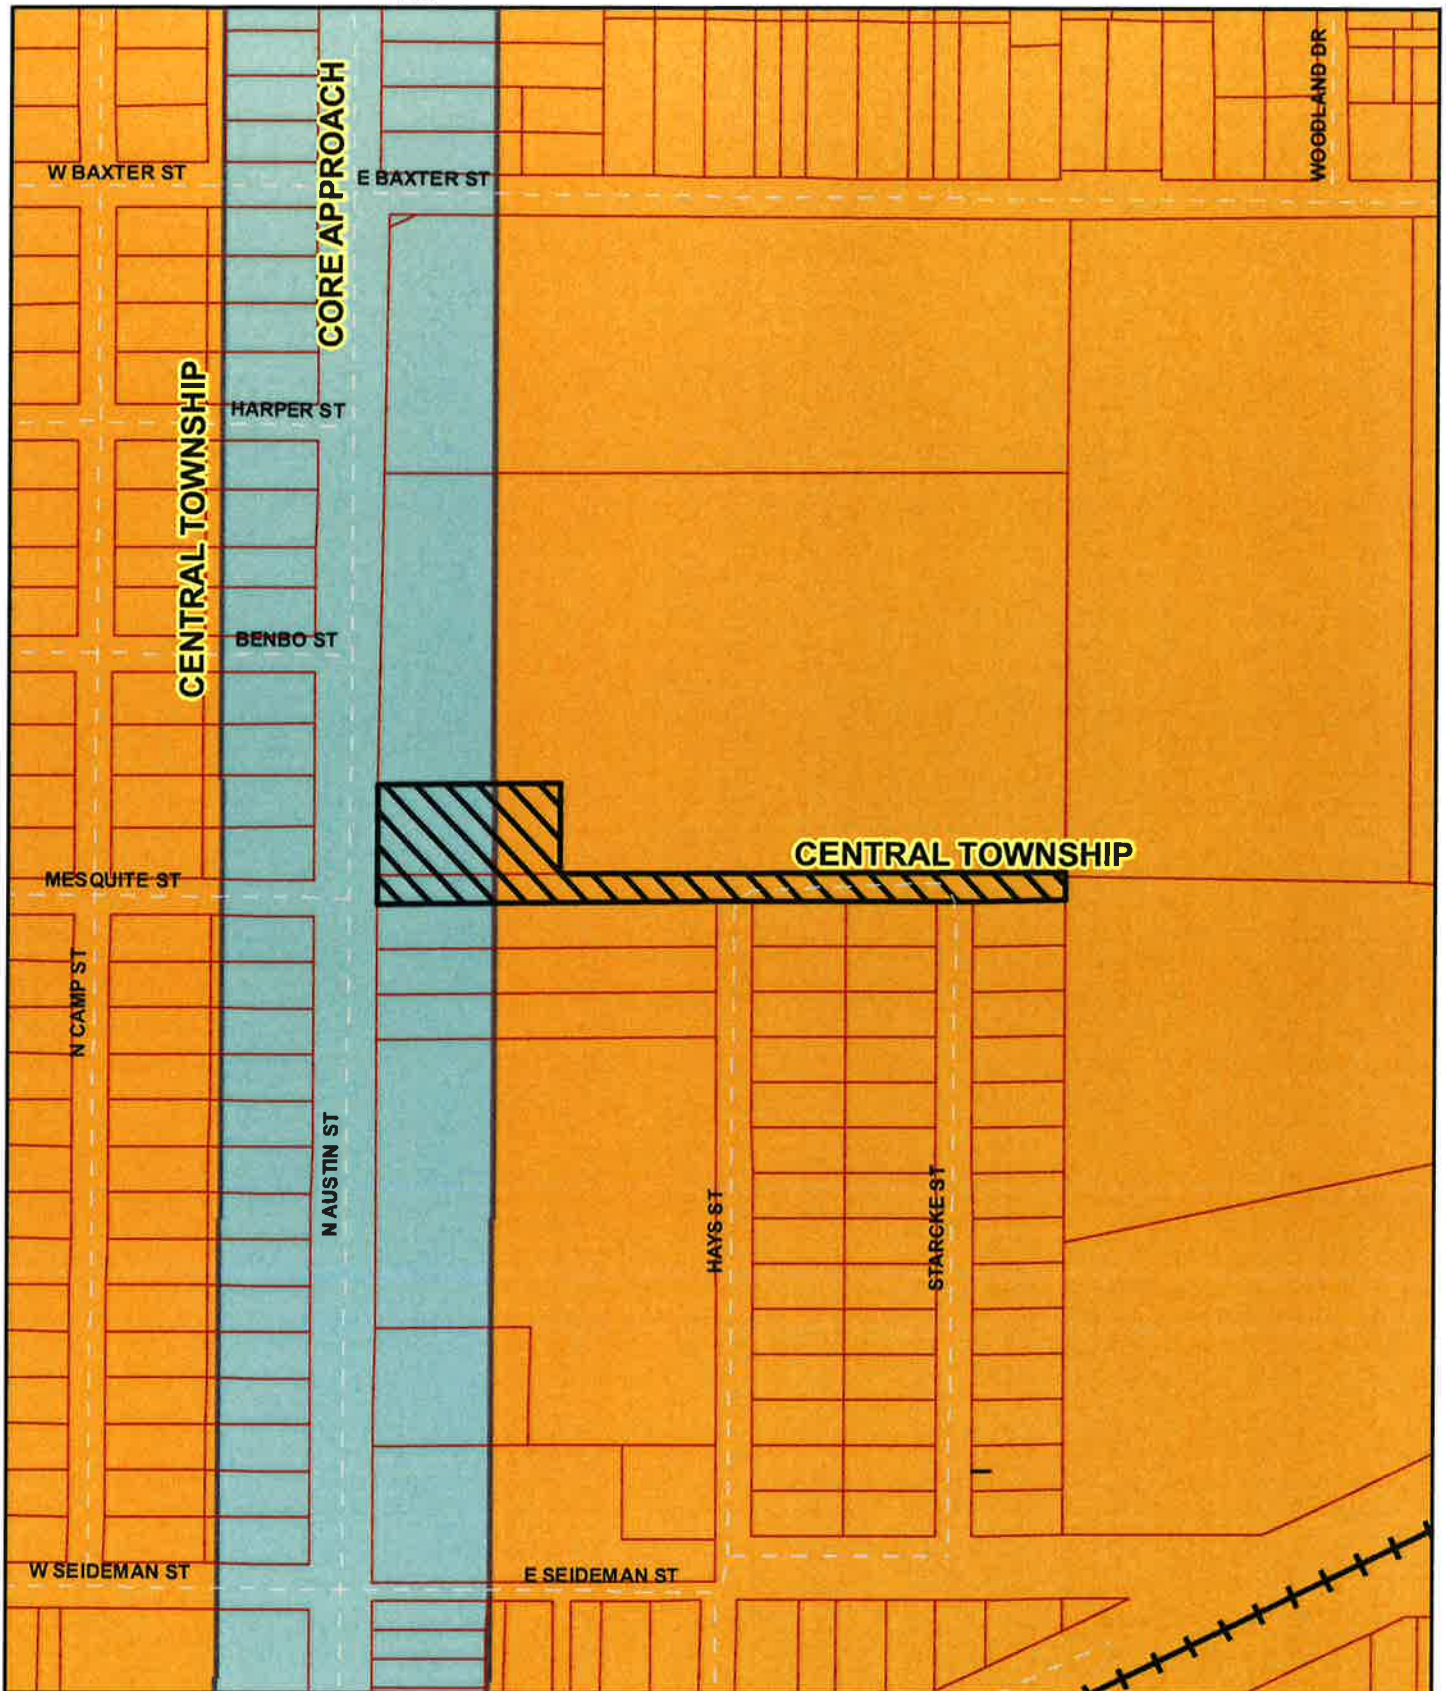 WOODLAND DR
CORE APPROACH
W BAXTER ST
E BAXTER ST
CENTRAL TOWNSHIP
HARPER ST
BENBO ST
CENTRAL TOWNSHIP
MESQUITE ST
N CAMP ST
N AUSTIN ST
HAYS ST
STARCKE ST
W SEIDEMAN ST
E SEIDEMAN ST